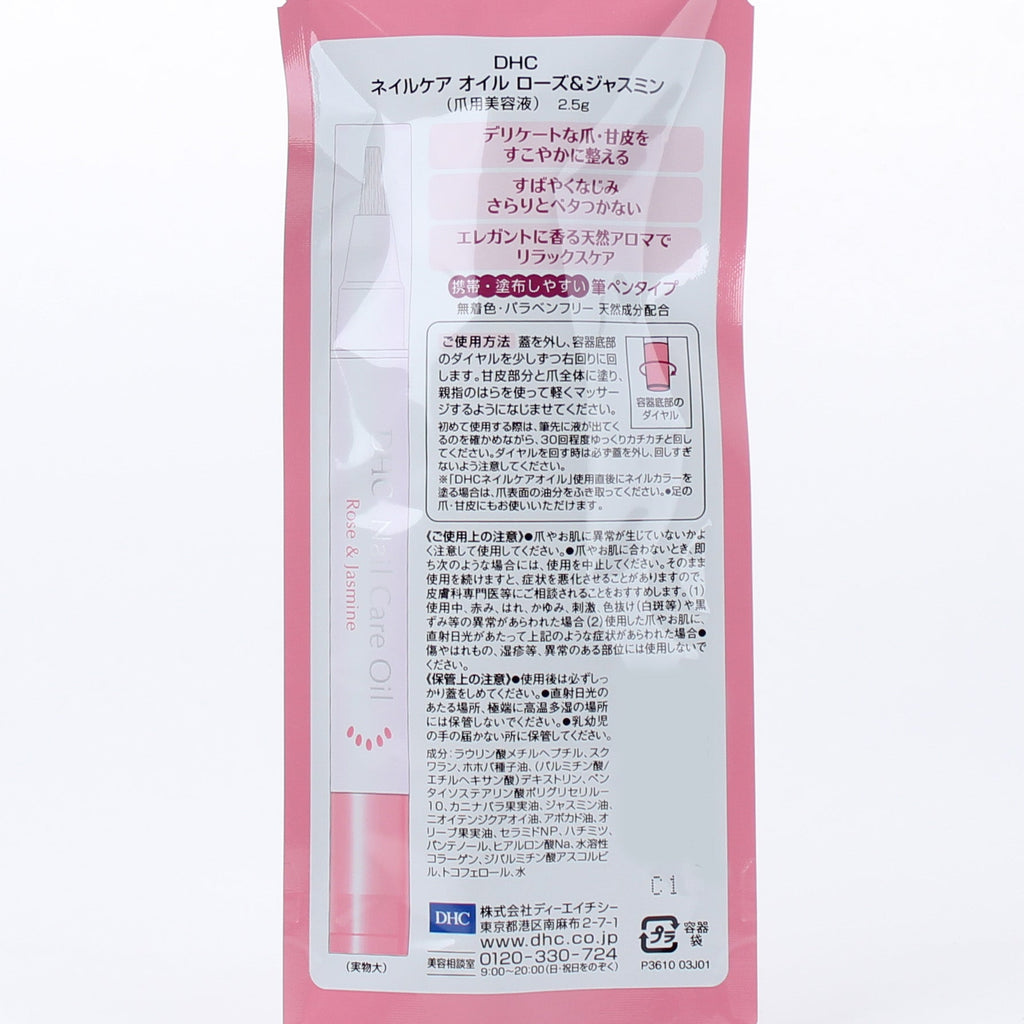 DHC
ネイルケア オイル ローズ&ジャスミン
（爪用美容液） 2.5g
デリケートな爪・甘皮を
すこやかに整える
すばやくなじみ
さらりとベタつかない
エレガントに香る天然アロマで
リラックスケア
携帯・塗布しやすい 筆ペンタイプ
無着色・パラベンフリー 天然成分配合
ご使用方法 蓋を外し、容器底部
のダイヤルを少しずつ右回りに回
します。甘皮部分と爪全体に塗り、
親指のはらを使って軽くマッサー
ジするようになじませてください。
初めて使用する際は、筆先に液が出てく
るのを確かめながら、30回程度ゆっくりカチカチと回し
てください。ダイヤルを回す時は必ず蓋を外し、回しすぎ
ないよう注意してください。
※「DHCネイルケアオイル」使用直後にネイルカラーを
塗る場合は、爪表面の油分をふき取ってください。●足の
爪・甘皮にもお使いいただけます。
容器底部の
ダイヤル
《ご使用上の注意》●爪やお肌に異常が生じていないかよ
く注意して使用してください。●爪やお肌に合わないとき、即
ち次のような場合には、使用を中止してください。そのまま
使用を続けますと、症状を悪化させることがありますので、
皮膚科専門医等にご相談されることをおすすめします。(1)
使用中、赤み、はれ、かゆみ、刺激、色抜け(白斑等)や黒
ずみ等の異常があらわれた場合(2)使用した爪やお肌に、
直射日光があたって上記のような症状があらわれた場合●
傷やはれもの、湿疹等、異常のある部位には使用しないで
ください。
《保管上の注意》●使用後は必ずしっ
かり蓋をしめてください。●直射日光の
あたる場所、極端に高温多湿の場所
には保管しないでください。●乳幼児
の手の届かない所に保管してください。
成分：ラウリン酸メチルヘプチル、スク
ワラン、ホホバ種子油、(パルミチン酸/
エチルヘキサン酸)デキストリン、ペン
タイソステアリン酸ポリグリセリル-
10、カニナバラ果実油、ジャスミン油、
ニオイテンジクアオイ油、アボカド油、オ
リーブ果実油、セラミドNP、ハチミツ、
パンテノール、ヒアルロン酸Na、水溶性
コラーゲン、ジパルミチン酸アスコルビ
ル、トコフェロール、水
DHC Nail Care Oil
Rose & Jasmine
(実物大)
C1
DHC
株式会社ディーエイチシー
東京都港区南麻布2-7-1
www.dhc.co.jp
美容相談室 0120-330-724
9:00〜20:00(日・祝日をのぞく)
プラ
容器
袋
P3610 03J01